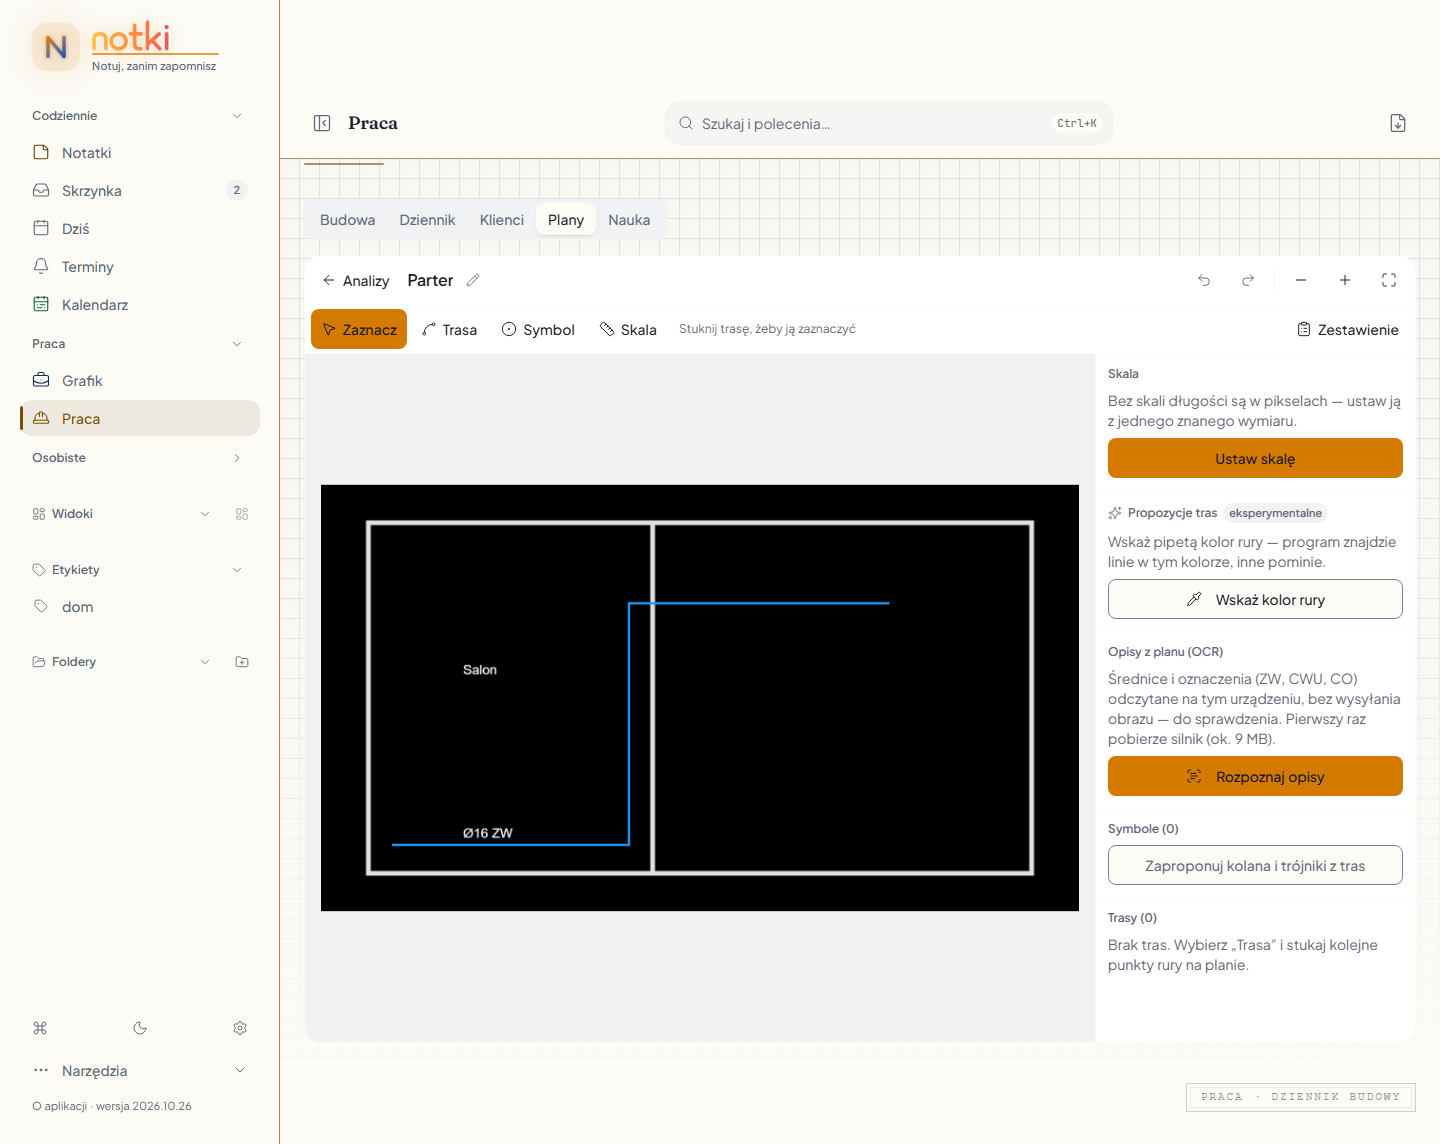 N
notki
Notuj, zanim zapomnisz
Codziennie
Notatki
Skrzynka 2
Dziś
Terminy
Kalendarz
Praca
Grafik
Praca
Osobiste
Widoki
Etykiety
dom
Foldery
Narzędzia
O aplikacji · wersja 2026.10.26
Praca
Szukaj i polecenia… Ctrl+K
Budowa Dziennik Klienci Plany Nauka
Analizy Parter
Zaznacz Trasa Symbol Skala Stuknij trasę, żeby ją zaznaczyć Zestawienie
Salon
Ø16 ZW
Skala
Bez skali długości są w pikselach — ustaw ją
z jednego znanego wymiaru.
Ustaw skalę
Propozycje tras eksperymentalne
Wskaż pipetą kolor rury — program znajdzie
linie w tym kolorze, inne pominie.
Wskaż kolor rury
Opisy z planu (OCR)
Średnice i oznaczenia (ZW, CWU, CO)
odczytane na tym urządzeniu, bez wysyłania
obrazu — do sprawdzenia. Pierwszy raz
pobierze silnik (ok. 9 MB).
Rozpoznaj opisy
Symbole (0)
Zaproponuj kolana i trójniki z tras
Trasy (0)
Brak tras. Wybierz „Trasa” i stukaj kolejne
punkty rury na planie.
PRACA · DZIENNIK BUDOWY